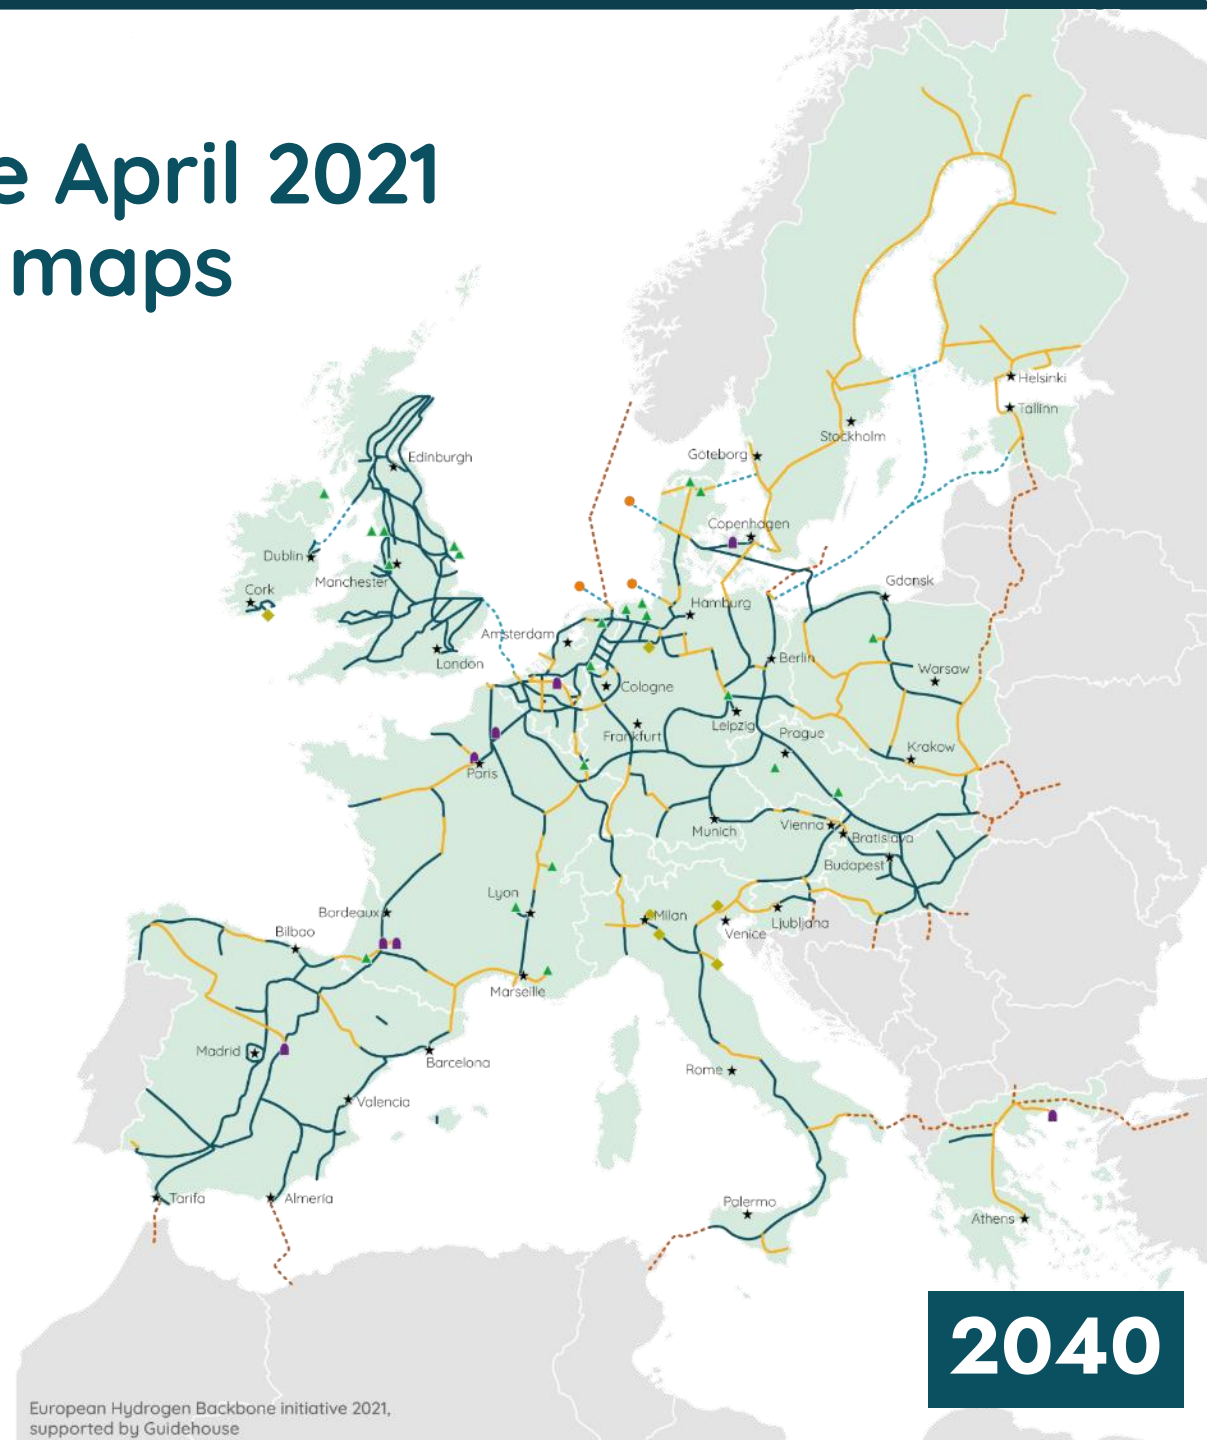 e April 2021
maps
Helsinki
Tallinn
Stockholm
Göteborg
Edinburgh
Copenhagen
Dublin
Manchester
Gdansk
Cork
Hamburg
Amsterdam
London
Berlin
Warsaw
Cologne
Leipzig
Frankfurt
Prague
Krakow
Paris
Munich
Vienna
Bratislava
Budapest
Lyon
Bordeaux
Milan
Ljubljana
Bilbao
Venice
Marseille
Madrid
Barcelona
Rome
Valencia
Tarifa
Almería
Palermo
Athens
2040
European Hydrogen Backbone initiative 2021,
supported by Guidehouse